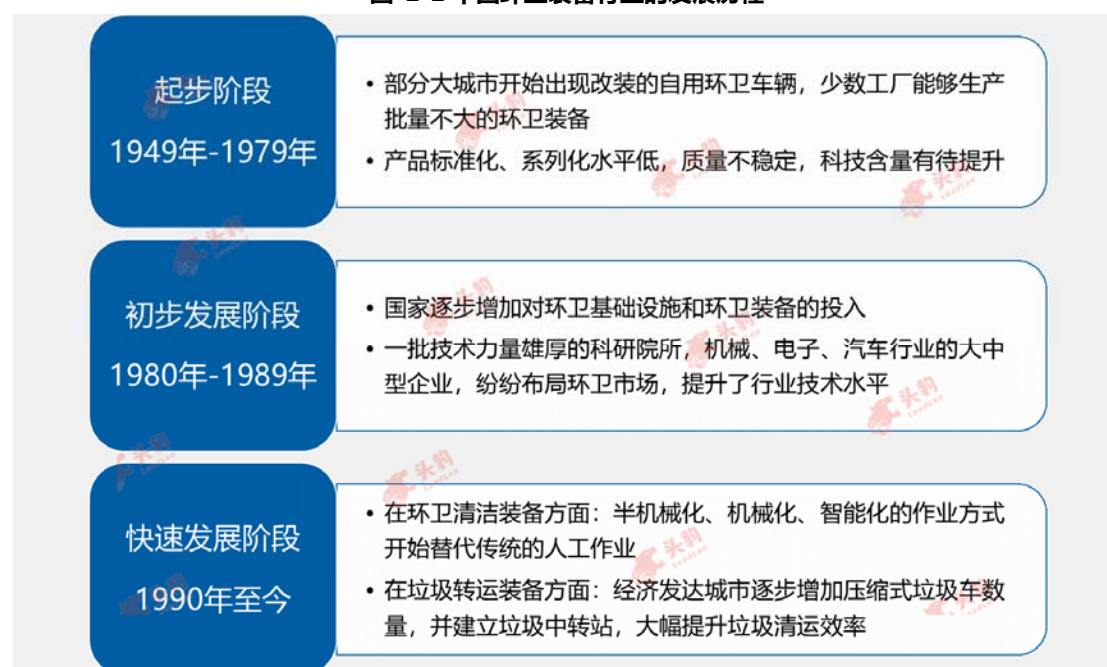 起步阶段
1949年-1979年
• 部分大城市开始出现改装的自用环卫车辆，少数工厂能够生产
批量不大的环卫装备
• 产品标准化、系列化水平低，质量不稳定，科技含量有待提升
初步发展阶段
1980年-1989年
• 国家逐步增加对环卫基础设施和环卫装备的投入
• 一批技术力量雄厚的科研院所，机械、电子、汽车行业的大中
型企业，纷纷布局环卫市场，提升了行业技术水平
快速发展阶段
1990年至今
• 在环卫清洁装备方面：半机械化、机械化、智能化的作业方式
开始替代传统的人工作业
• 在垃圾转运装备方面：经济发达城市逐步增加压缩式垃圾车数
量，并建立垃圾中转站，大幅提升垃圾清运效率
头豹
LeadLeo